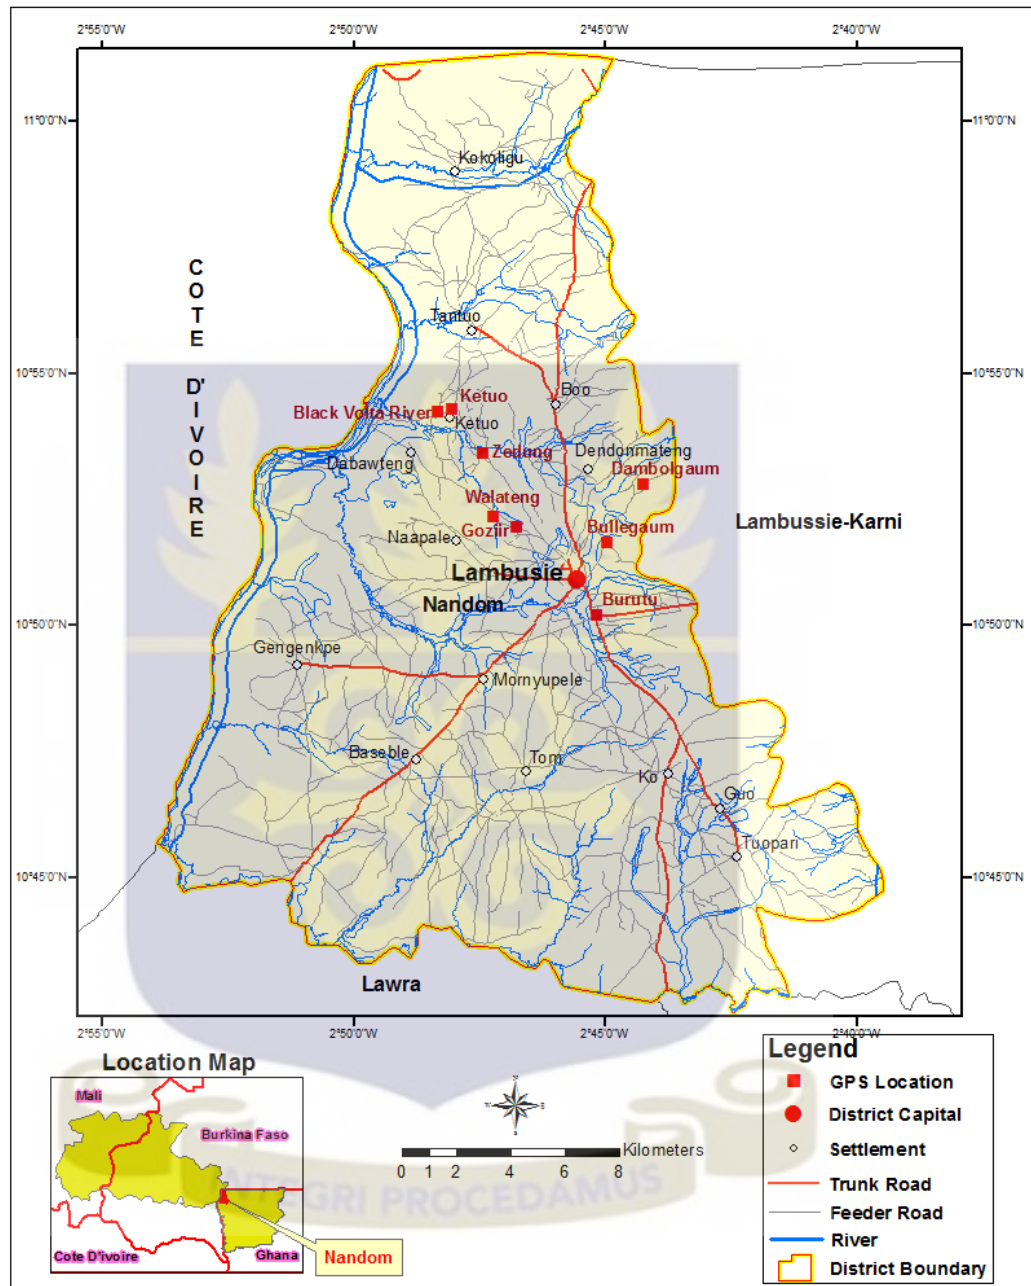 2°55'0"W 2°50'0"W 2°45'0"W 2°40'0"W
11°0'0"N 11°0'0"N
Kokoligu
COTE D'IVOIRE
Tantuo
10°55'0"N 10°55'0"N
Boo
Ketuo
Black Volta River
Ketuo
Zedung
Dendonmateng
Dabawteng
Dambolgaum
Walateng
Lambussie-Karni
Goziir
Bullegaum
Naapale
Lambusie
Nandom
Burutu
10°50'0"N 10°50'0"N
Gengenkpe
Mornyupele
Baseble
Tom
Ko
Guo
Tuopari
10°45'0"N 10°45'0"N
Lawra
2°55'0"W 2°50'0"W 2°45'0"W 2°40'0"W
Location Map
Mali
Burkina Faso
Cote D'ivoire
Ghana
Nandom
Kilometers
0 1 2 4 6 8
INTEGRI PROCEDAMUS
Legend
GPS Location
District Capital
Settlement
Trunk Road
Feeder Road
River
District Boundary